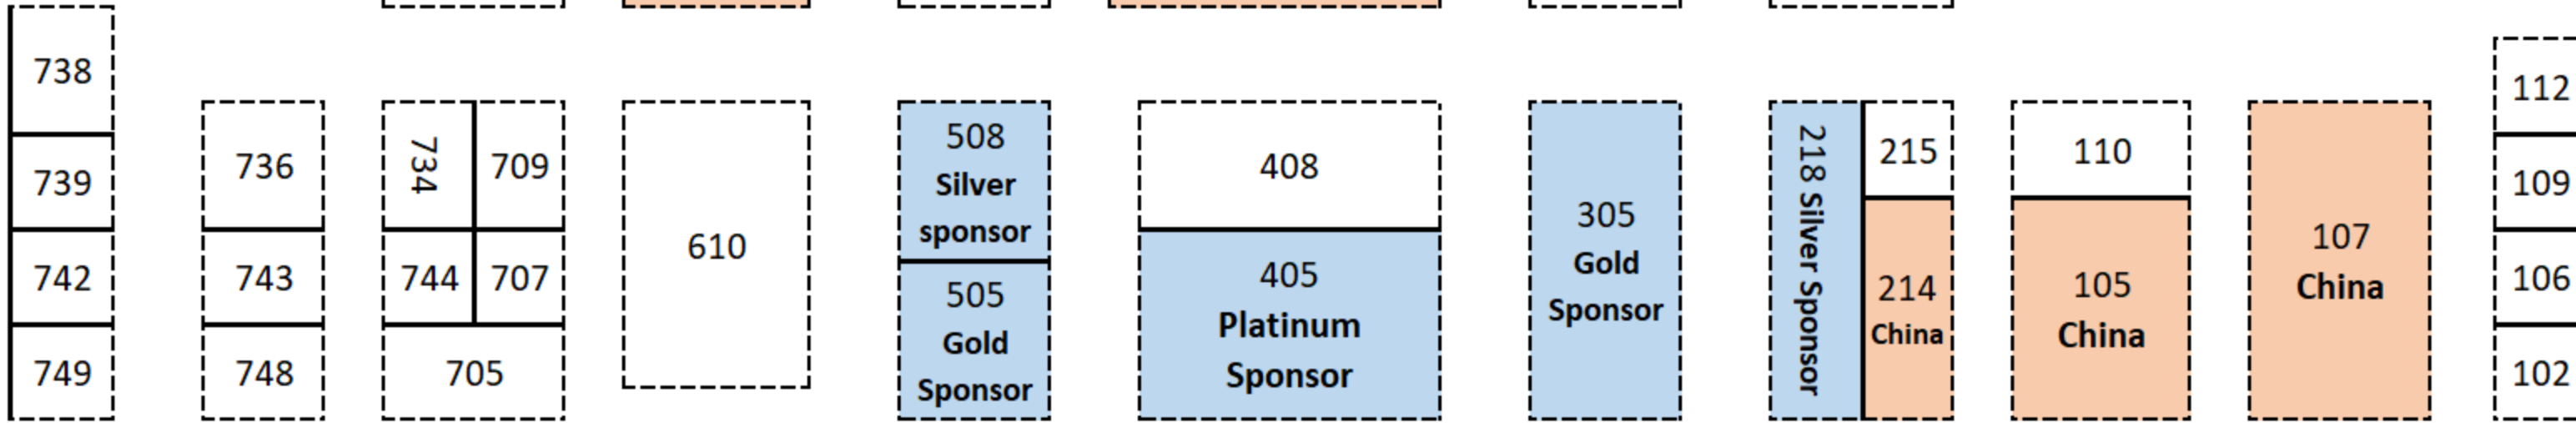 738
739
742
749
736
743
748
734
709
744
707
705
610
508
Silver
sponsor
505
Gold
Sponsor
408
405
Platinum
Sponsor
305
Gold
Sponsor
218 Silver Sponsor
215
214
China
110
105
China
107
China
112
109
106
102